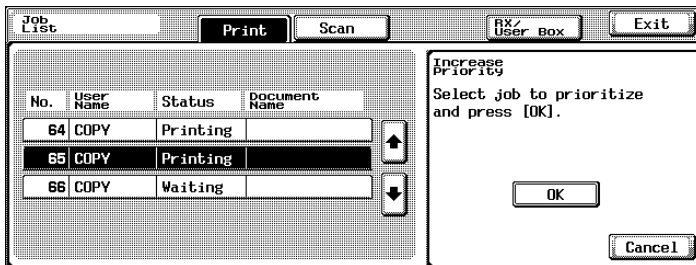 Job List
Print
Scan
RX/ User Box
Exit
No. User Name Status Document Name
64 COPY Printing
65 COPY Printing
66 COPY Waiting
Increase Priority
Select job to prioritize
and press [OK].
OK
Cancel